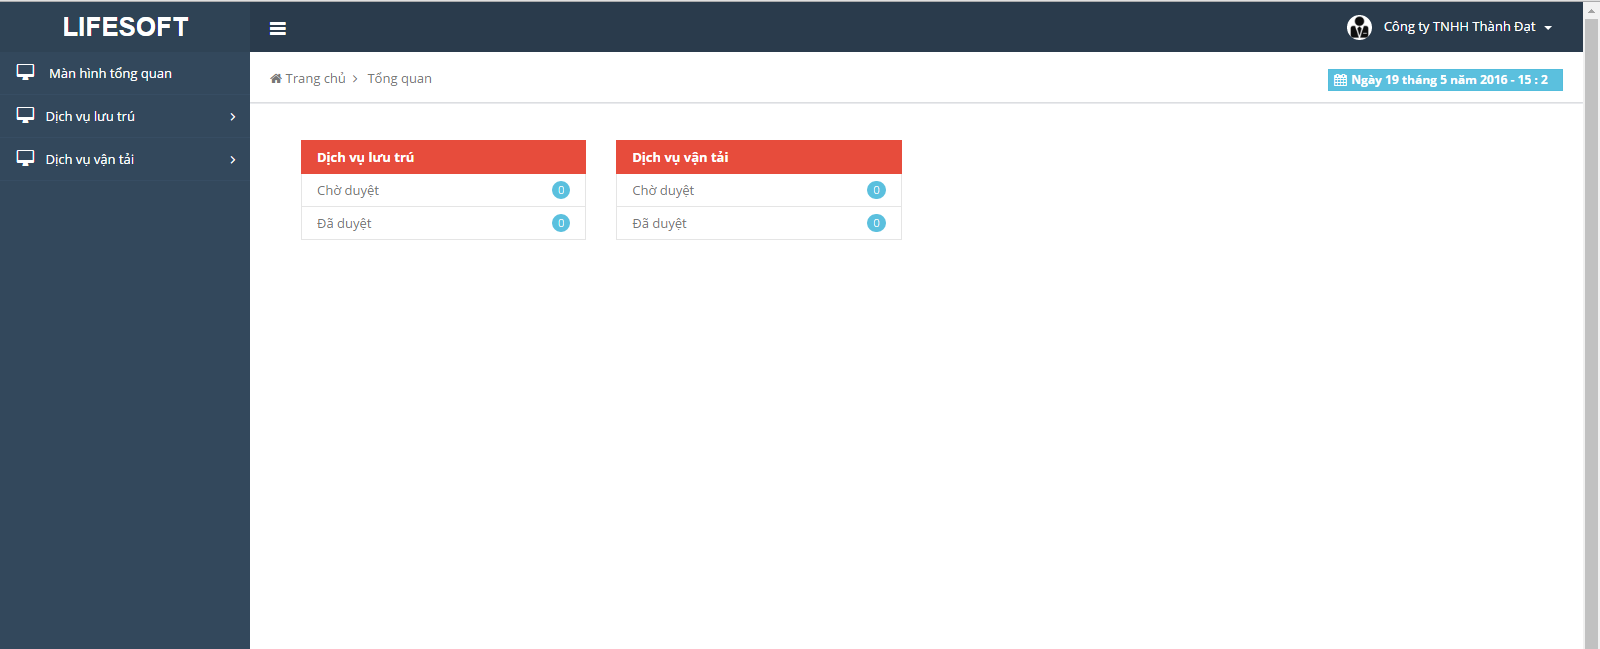 LIFESOFT
Công ty TNHH Thành Đạt
Màn hình tổng quan
Dịch vụ lưu trú
Dịch vụ vận tải
Trang chủ > Tổng quan
Ngày 19 tháng 5 năm 2016 - 15 : 2
Dịch vụ lưu trú
Chờ duyệt 0
Đã duyệt 0
Dịch vụ vận tải
Chờ duyệt 0
Đã duyệt 0